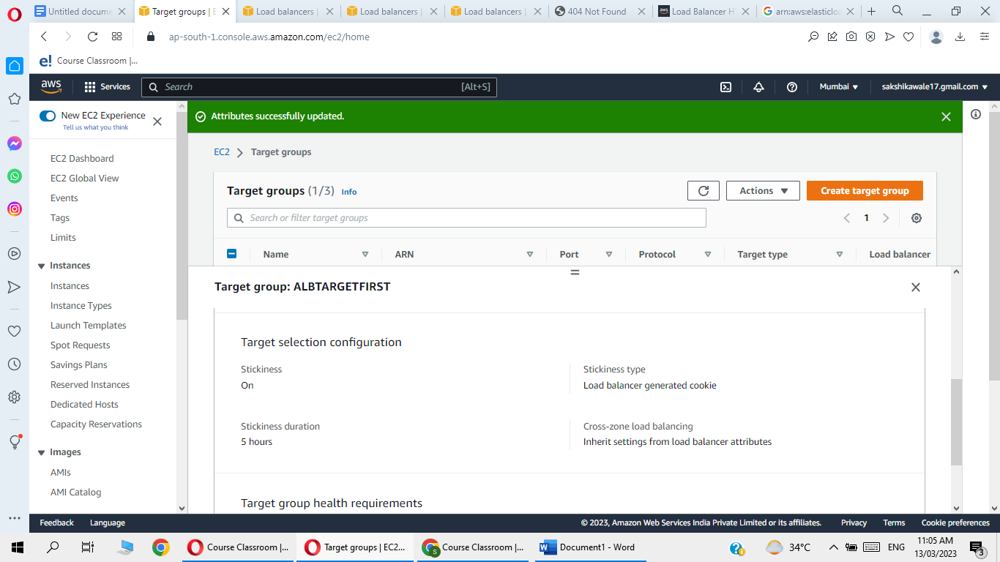 Untitled docume
Target groups | E
Load balancers |
Load balancers |
Load balancers
404 Not Found
Load Balancer H
arn:aws:elasticloa
ap-south-1.console.aws.amazon.com/ec2/home
e! Course Classroom |...
aws
Services
Search
[Alt+S]
Mumbai
sakshikawale17.gmail.com
New EC2 Experience
Tell us what you think
EC2 Dashboard
EC2 Global View
Events
Tags
Limits
Instances
Instances
Instance Types
Launch Templates
Spot Requests
Savings Plans
Reserved Instances
Dedicated Hosts
Capacity Reservations
Images
AMIs
AMI Catalog
Attributes successfully updated.
EC2 > Target groups
Target groups (1/3) Info
Actions
Create target group
Search or filter target groups
1
Name
ARN
Port
Protocol
Target type
Load balancer
Target group: ALBTARGETFIRST
Target selection configuration
Stickiness
On
Stickiness type
Load balancer generated cookie
Stickiness duration
5 hours
Cross-zone load balancing
Inherit settings from load balancer attributes
Target group health requirements
Feedback
Language
© 2023, Amazon Web Services India Private Limited or its affiliates.
Privacy
Terms
Cookie preferences
Course Classroom |...
Target groups | EC2...
Course Classroom |...
Document1 - Word
34°C
ENG
11:05 AM
13/03/2023
3